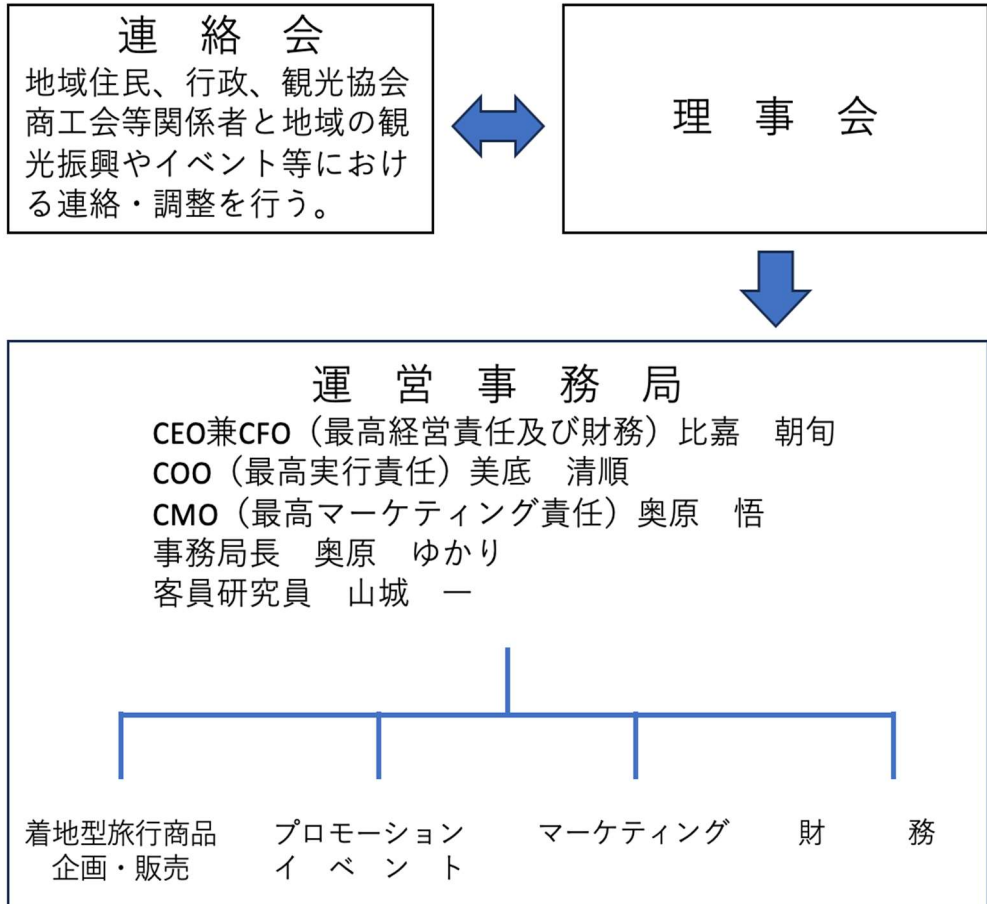 連　絡　会
地域住民、行政、観光協会
商工会等関係者と地域の観
光振興やイベント等におけ
る連絡・調整を行う。
理　事　会
運　営　事　務　局
CEO兼CFO（最高経営責任及び財務）比嘉　朝旬
COO（最高実行責任）美底　清順
CMO（最高マーケティング責任）奥原　悟
事務局長　奥原　ゆかり
客員研究員　山城　一
着地型旅行商品
企画・販売
プロモーション
イ　ベ　ン　ト
マーケティング
財　　務